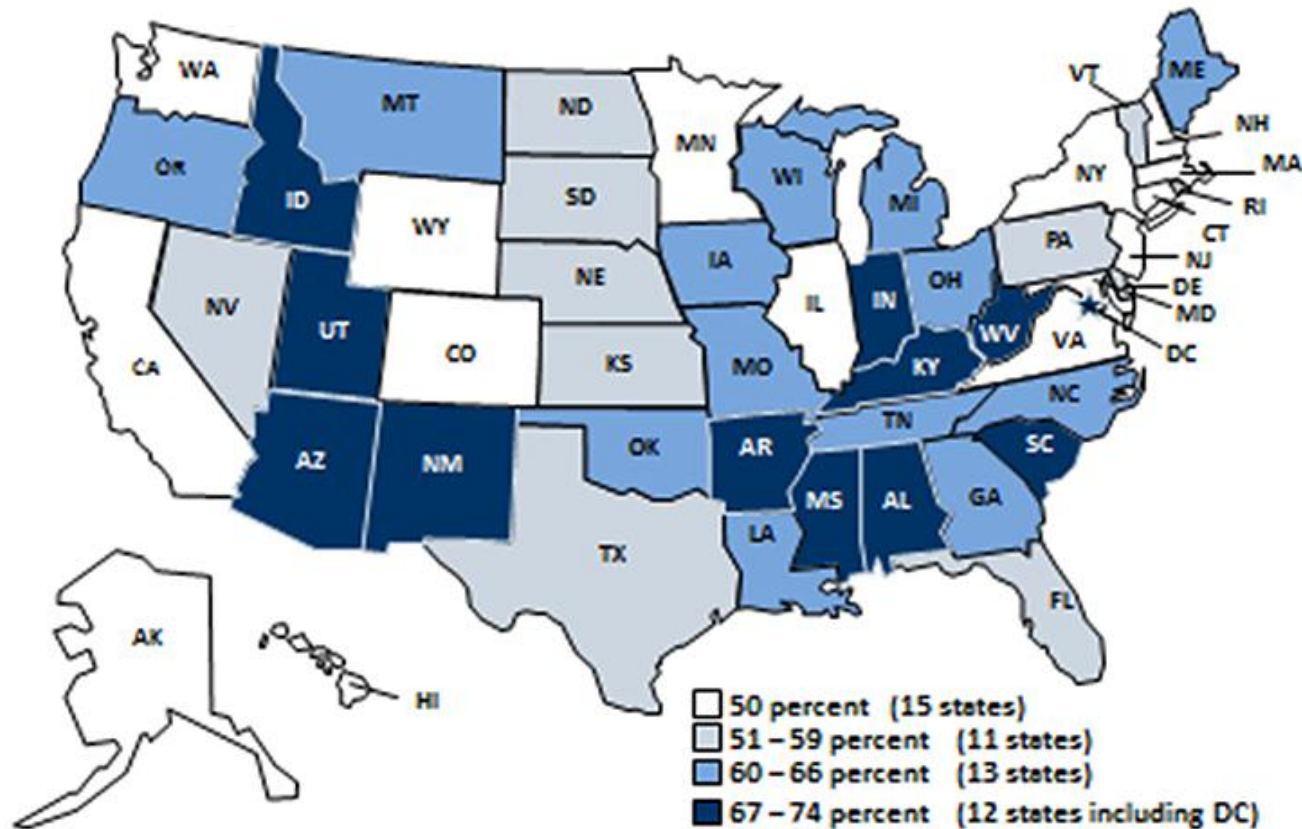 WA
MT
ND
MN
VT
ME
NH
OR
ID
WY
SD
WI
MI
NY
MA
RI
CT
NV
UT
CO
NE
IA
IL
IN
OH
PA
NJ
DE
MD
DC
CA
KS
MO
KY
WV
VA
AZ
NM
OK
AR
TN
NC
SC
TX
LA
MS
AL
GA
FL
AK
HI
50 percent (15 states)
51 – 59 percent (11 states)
60 – 66 percent (13 states)
67 – 74 percent (12 states including DC)